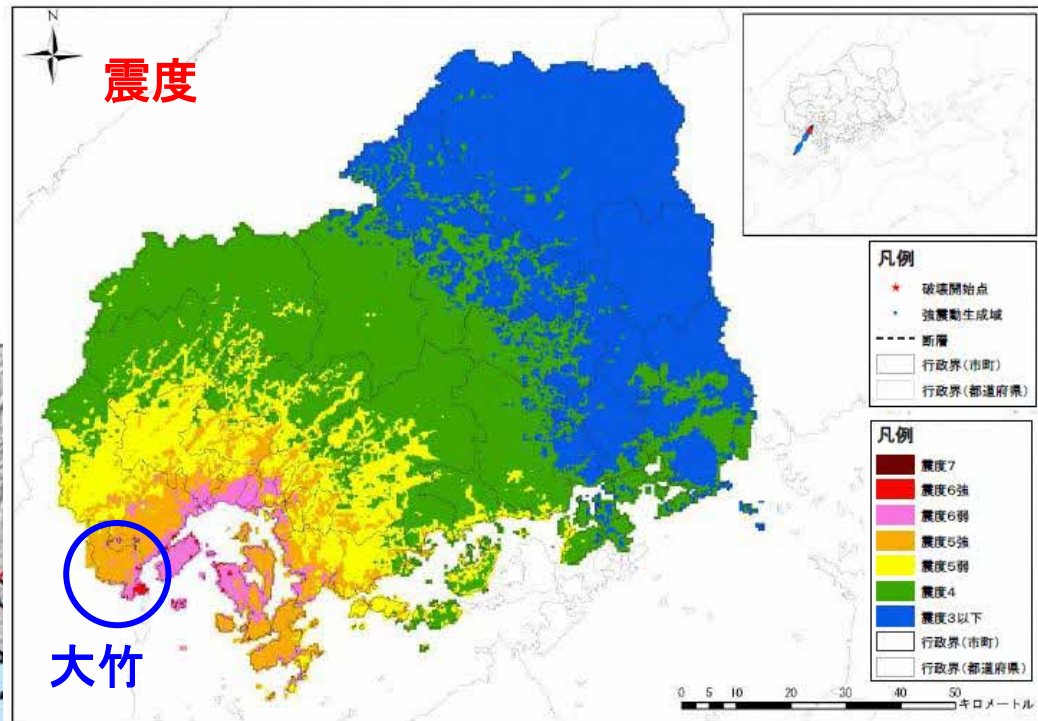 N
震度
凡例
破壊開始点
強震動生成域
断層
行政界(市町)
行政界(都道府県)
凡例
震度7
震度6強
震度6弱
震度5強
震度5弱
震度4
震度3以下
行政界(市町)
行政界(都道府県)
大竹
0 5 10 20 30 40 50
キロメートル